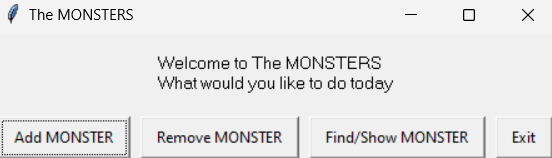 The MONSTERS
Welcome to The MONSTERS
What would you like to do today
Add MONSTER Remove MONSTER Find/Show MONSTER Exit